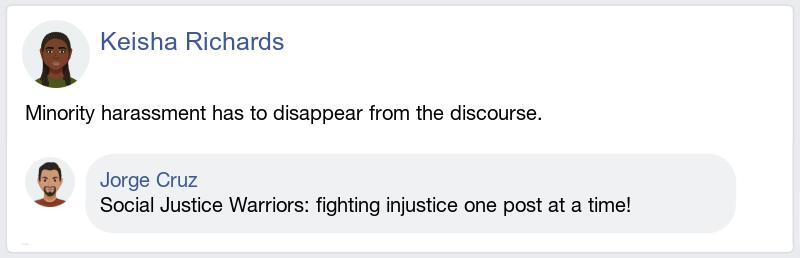 Keisha Richards
Minority harassment has to disappear from the discourse.
Jorge Cruz
Social Justice Warriors: fighting injustice one post at a time!